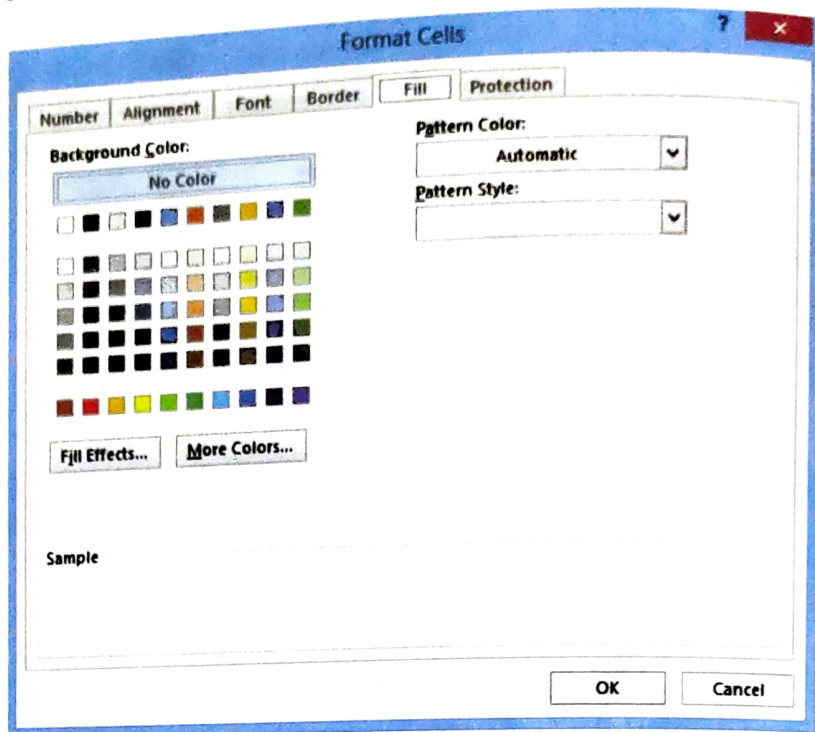 Format Cells ?
Number Alignment Font Border Fill Protection
Background Color:
No Color
Pattern Color:
Automatic
Pattern Style:
Fill Effects... More Colors...
Sample
OK Cancel